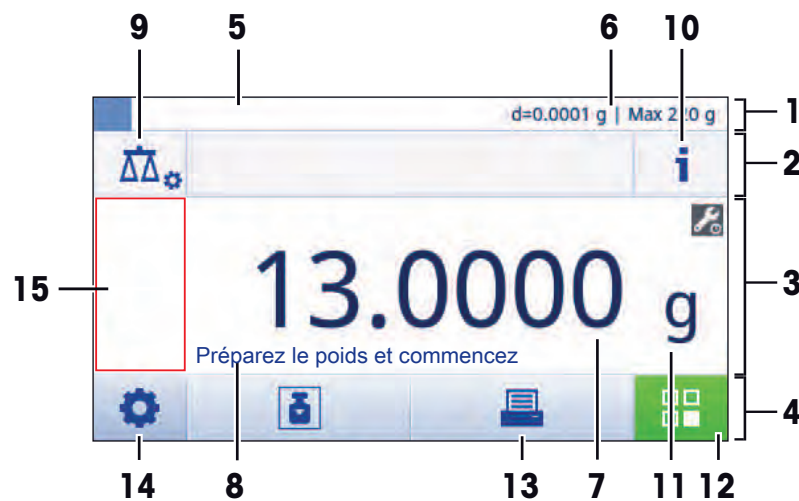 9 5 6 10
d=0.0001 g | Max 220 g 1
i 2
15 13.0000 g 3
Préparez le poids et commencez
4
14 8 13 7 11 12